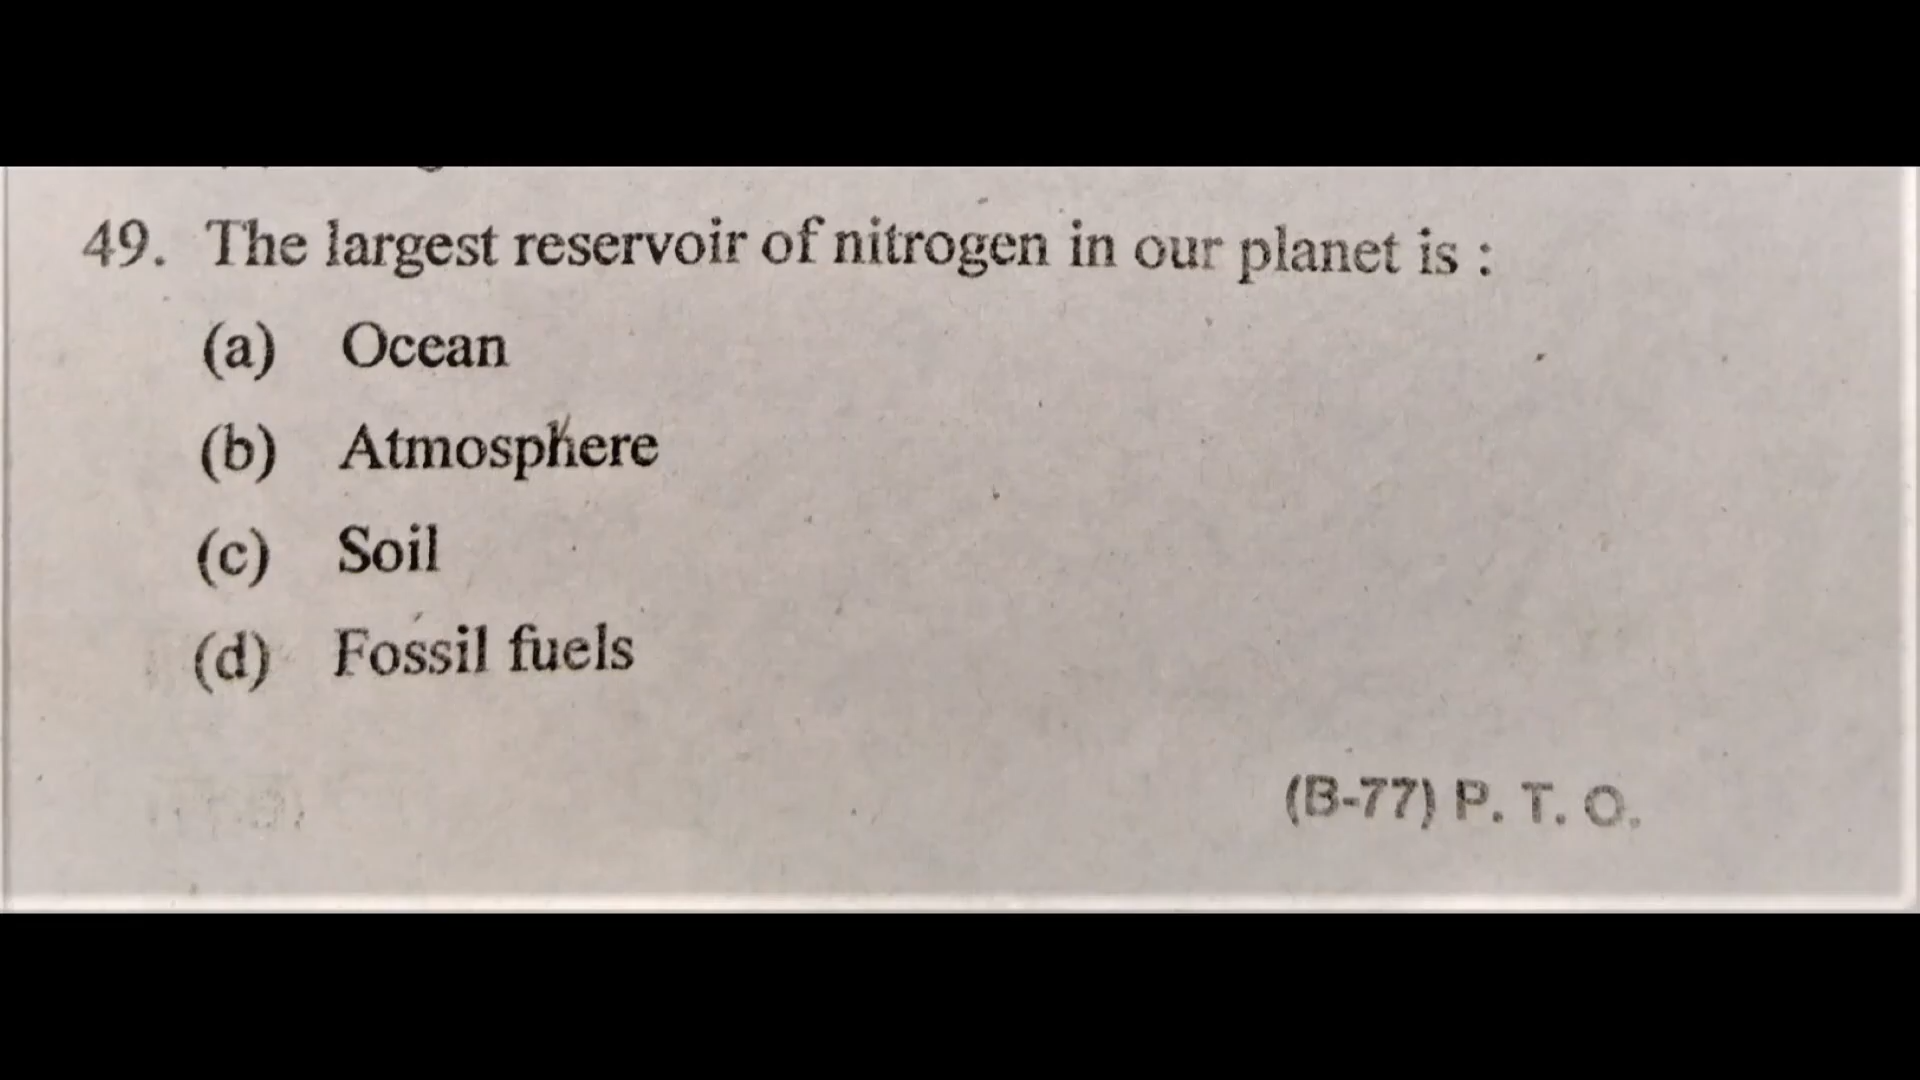 49. The largest reservoir of nitrogen in our planet is :
(a) Ocean
(b) Atmosphere
(c) Soil
(d) Fossil fuels
(B-77) P. T. O.